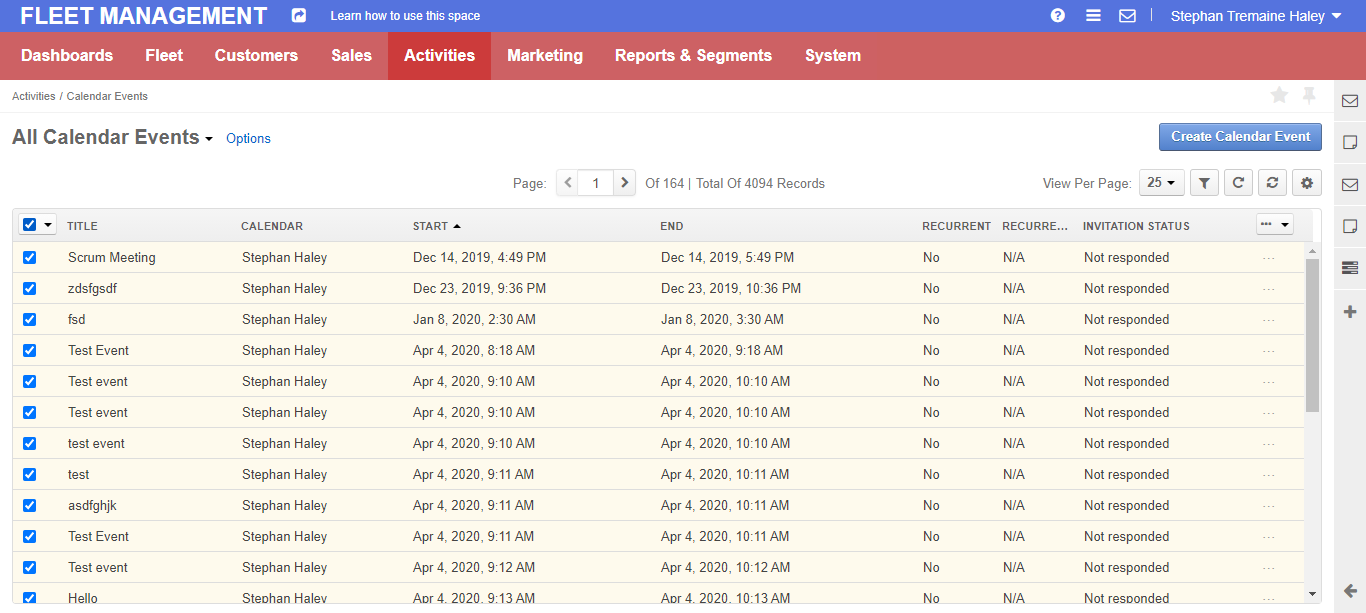 FLEET MANAGEMENT Learn how to use this space Stephan Tremaine Haley
Dashboards Fleet Customers Sales Activities Marketing Reports & Segments System
Activities / Calendar Events
All Calendar Events Options Create Calendar Event
Page: 1 Of 164 | Total Of 4094 Records View Per Page: 25
TITLE CALENDAR START END RECURRENT RECURRE... INVITATION STATUS
Scrum Meeting Stephan Haley Dec 14, 2019, 4:49 PM Dec 14, 2019, 5:49 PM No N/A Not responded
zdsfgsdf Stephan Haley Dec 23, 2019, 9:36 PM Dec 23, 2019, 10:36 PM No N/A Not responded
fsd Stephan Haley Jan 8, 2020, 2:30 AM Jan 8, 2020, 3:30 AM No N/A Not responded
Test Event Stephan Haley Apr 4, 2020, 8:18 AM Apr 4, 2020, 9:18 AM No N/A Not responded
Test event Stephan Haley Apr 4, 2020, 9:10 AM Apr 4, 2020, 10:10 AM No N/A Not responded
Test event Stephan Haley Apr 4, 2020, 9:10 AM Apr 4, 2020, 10:10 AM No N/A Not responded
test event Stephan Haley Apr 4, 2020, 9:10 AM Apr 4, 2020, 10:10 AM No N/A Not responded
test Stephan Haley Apr 4, 2020, 9:11 AM Apr 4, 2020, 10:11 AM No N/A Not responded
asdfghjk Stephan Haley Apr 4, 2020, 9:11 AM Apr 4, 2020, 10:11 AM No N/A Not responded
Test Event Stephan Haley Apr 4, 2020, 9:11 AM Apr 4, 2020, 10:11 AM No N/A Not responded
Test event Stephan Haley Apr 4, 2020, 9:12 AM Apr 4, 2020, 10:12 AM No N/A Not responded
Hello Stephan Haley Apr 4, 2020, 9:13 AM Apr 4, 2020, 10:13 AM No N/A Not responded